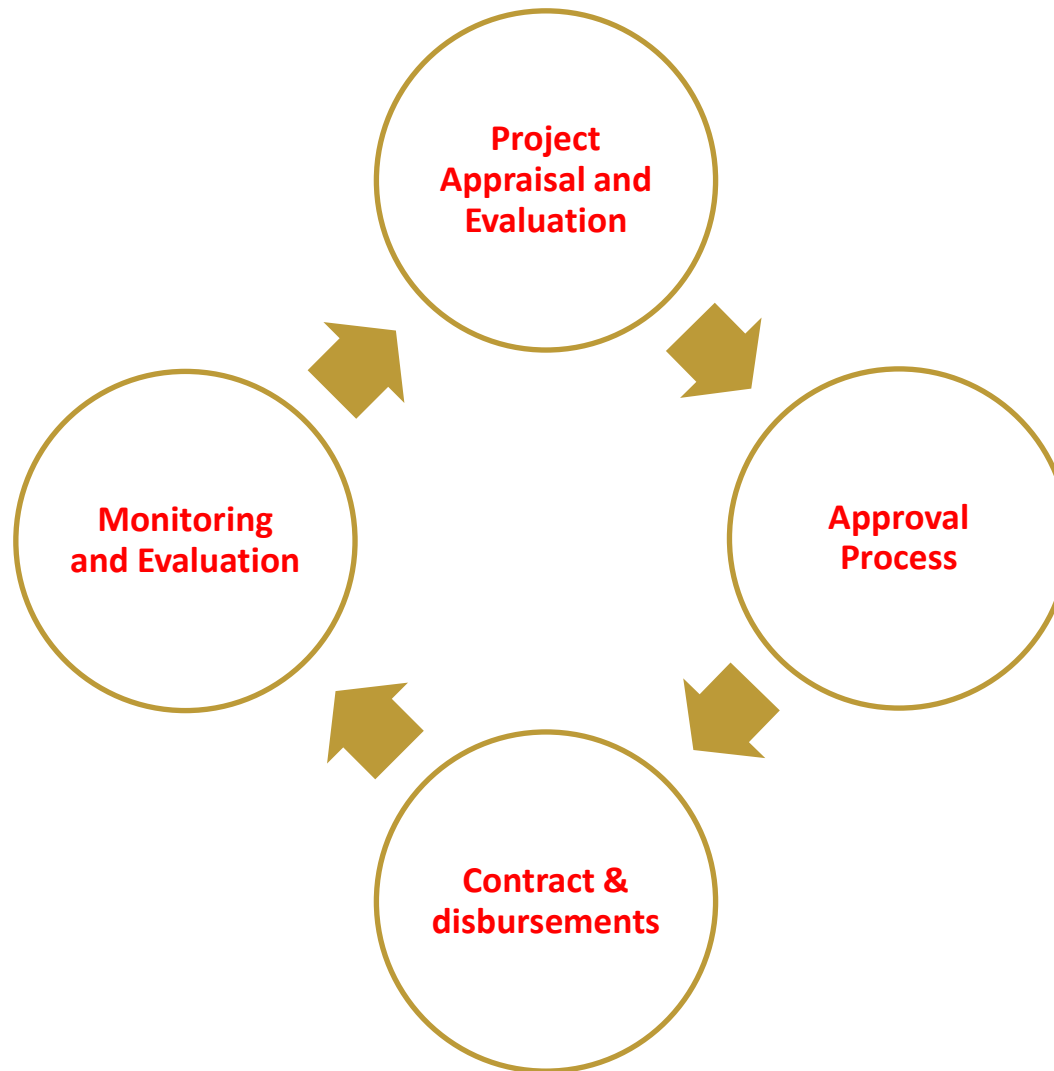 Project
Appraisal and
Evaluation
Approval
Process
Contract &
disbursements
Monitoring
and Evaluation